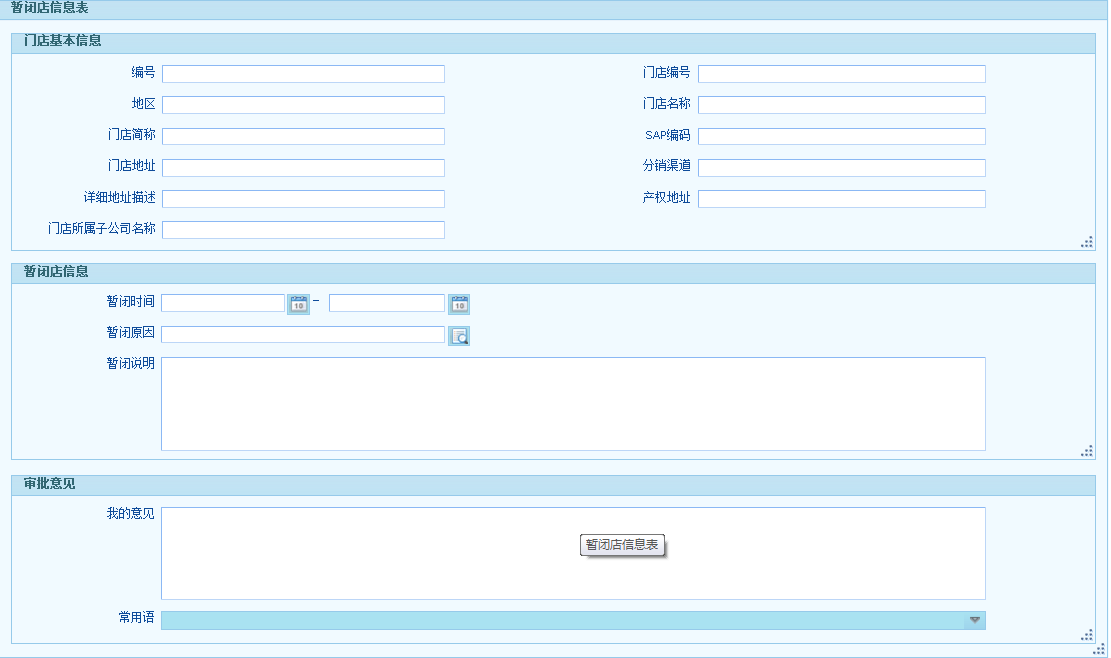 暂闭店信息表
门店基本信息
编号 门店编号
地区 门店名称
门店简称 SAP编码
门店地址 分销渠道
详细地址描述 产权地址
门店所属子公司名称
暂闭店信息
暂闭时间 10 - 10
暂闭原因
暂闭说明
审批意见
我的意见
暂闭店信息表
常用语